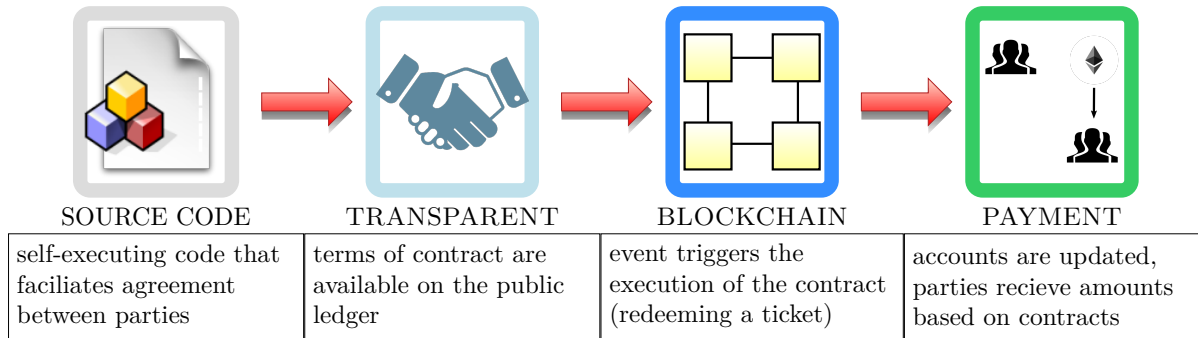 SOURCE CODE
TRANSPARENT
BLOCKCHAIN
PAYMENT
self-executing code that
faciliates agreement
between parties
terms of contract are
available on the public
ledger
event triggers the
execution of the contract
(redeeming a ticket)
accounts are updated,
parties recieve amounts
based on contracts